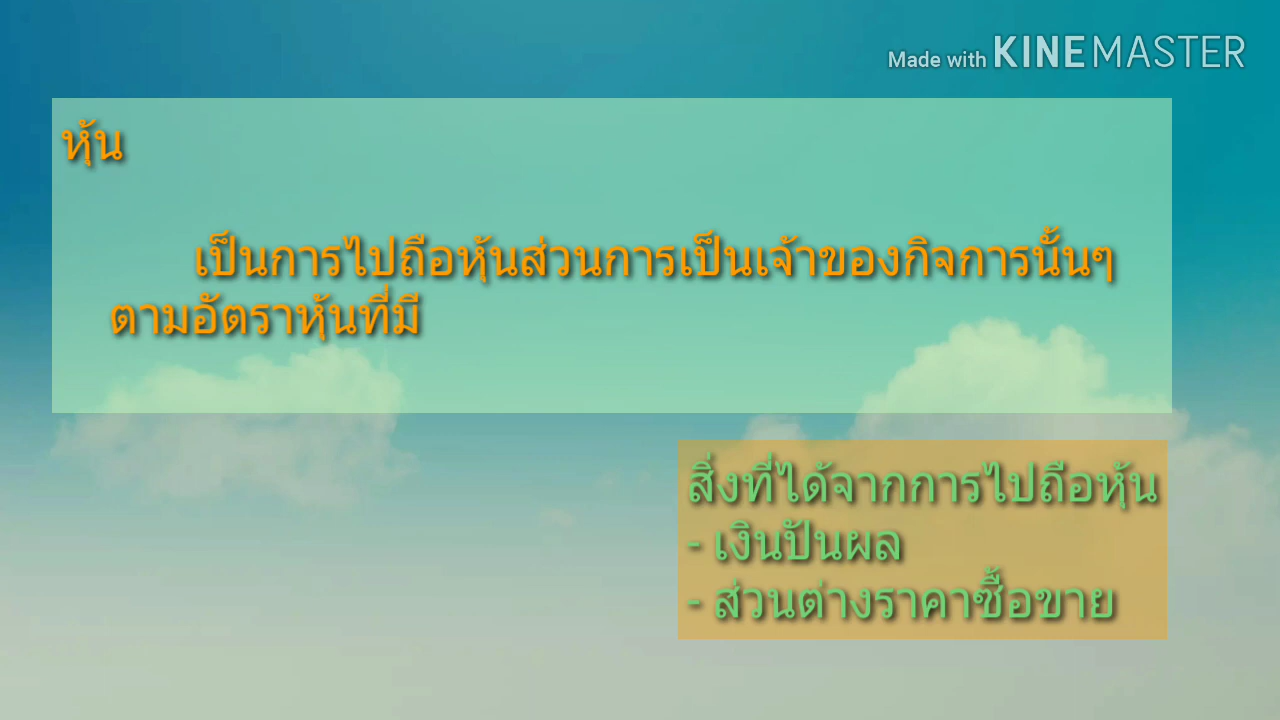 Made with KINEMASTER
หุ้น
เป็นการไปถือหุ้นส่วนการเป็นเจ้าของกิจการนั้นๆ
ตามอัตราหุ้นที่มี
สิ่งที่ได้จากการไปถือหุ้น
- เงินปันผล
- ส่วนต่างราคาซื้อขาย